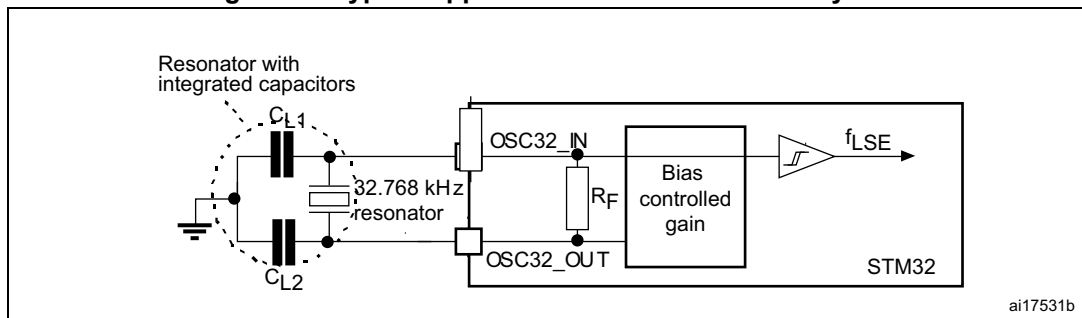 Resonator with
integrated capacitors
CL1
OSC32_IN
fLSE
32.768 kHz
resonator
RF
Bias
controlled
gain
OSC32_OUT
CL2
STM32
ai17531b